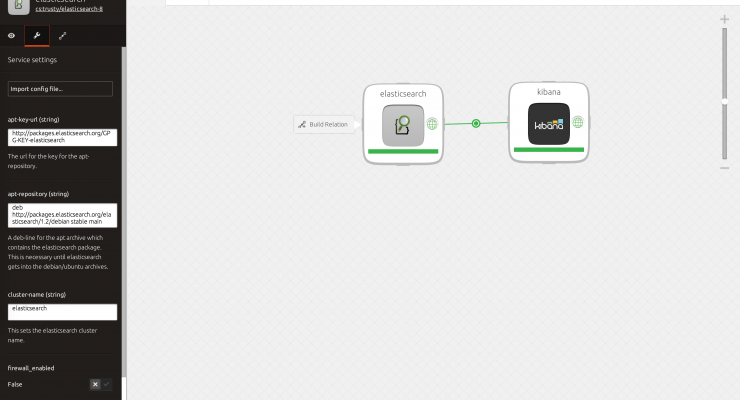 elasticsearch
cs:trusty/elasticsearch-8
Service settings
Import config file...
apt-key-url (string)
http://packages.elasticsearch.org/GP
G-KEY-elasticsearch
The url for the key for the apt-
repository.
apt-repository (string)
deb
http://packages.elasticsearch.org/ela
sticsearch/1.2/debian stable main
A deb-line for the apt archive which
contains the elasticsearch package.
This is necessary until elasticsearch
gets into the debian/ubuntu archives.
cluster-name (string)
elasticsearch
This sets the elasticsearch cluster
name.
firewall_enabled
False
Build Relation
elasticsearch
kibana
kibana